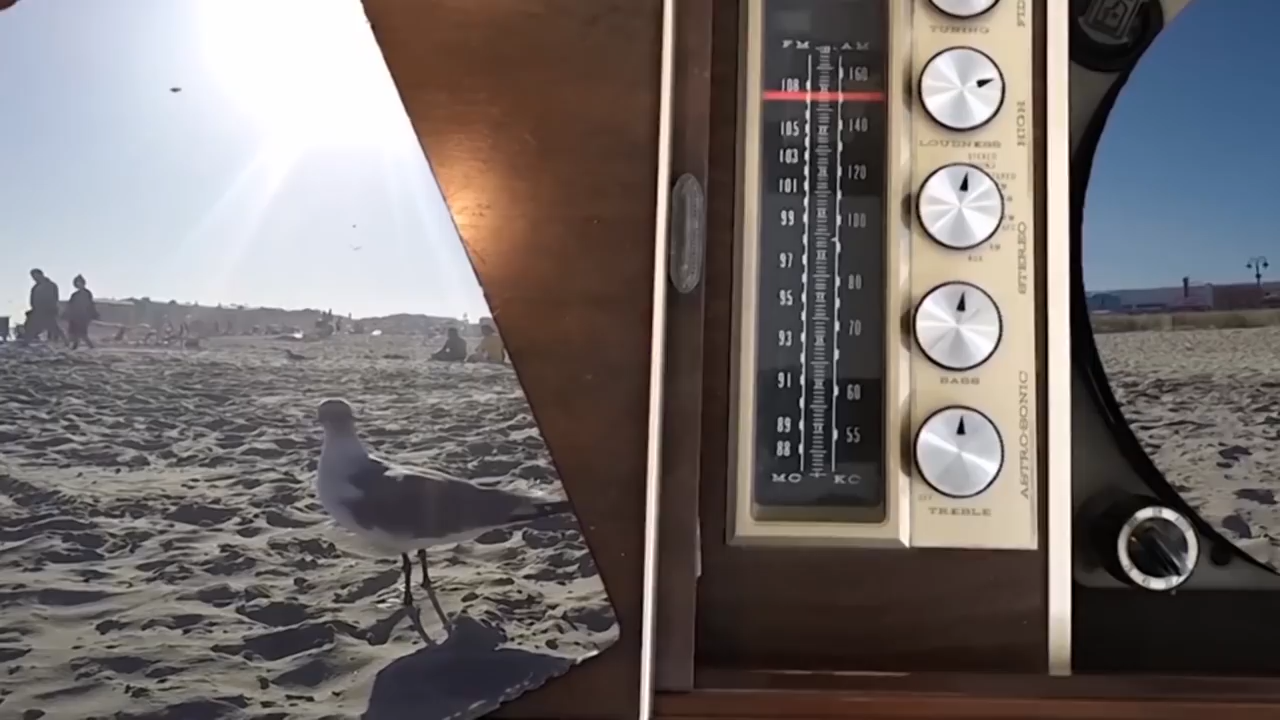 FM AM
108 160
105 140
103
101 120
99 100
97
95 80
93 70
91 60
89
88 55
MC KC
TUNING
LOUDNESS
STEREO
BASS
TREBLE
HIGH
STEREO
ASTRO-SONIC